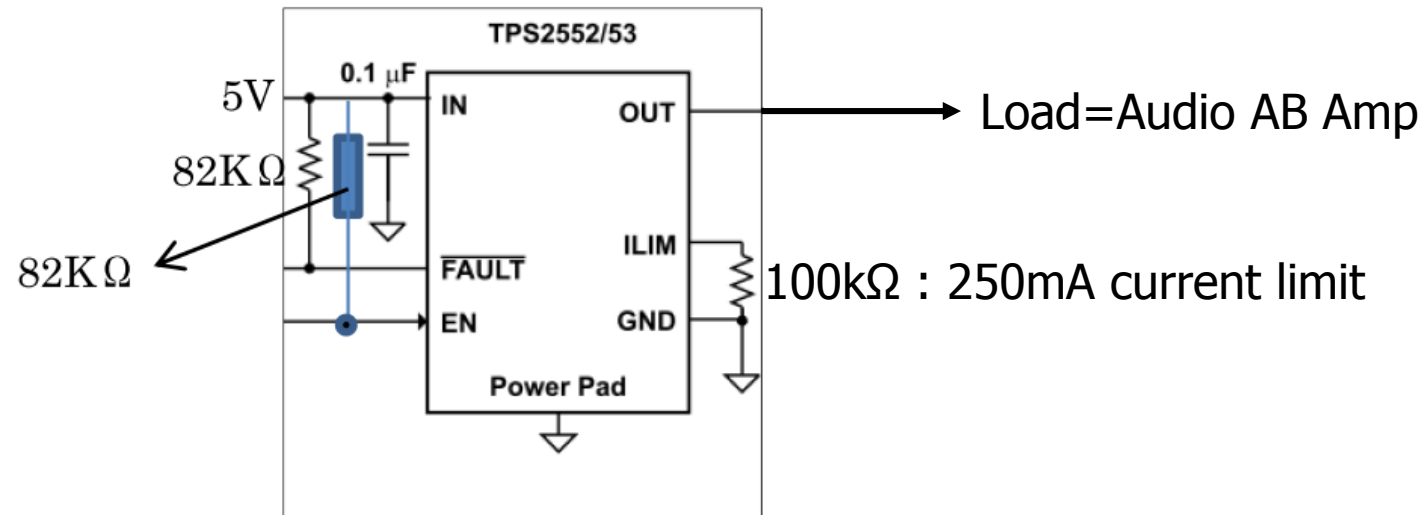 TPS2552/53
0.1 μF
5V
IN
OUT
Load=Audio AB Amp
82KΩ
82KΩ
ILIM
FAULT
100kΩ : 250mA current limit
EN
GND
Power Pad